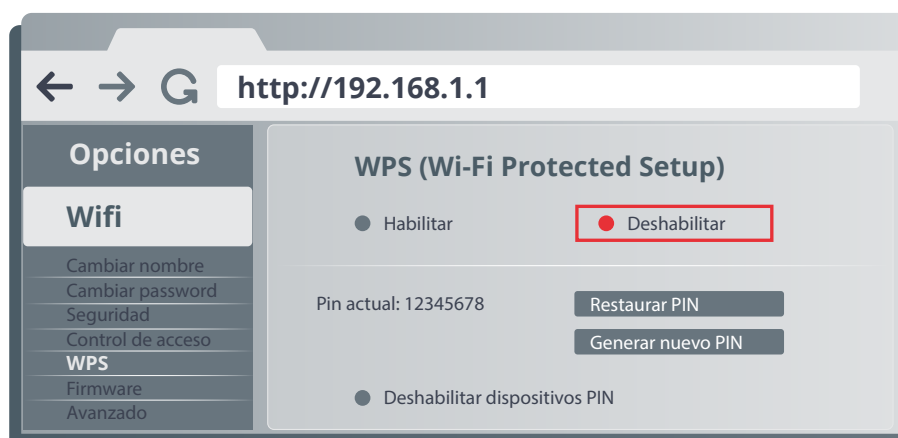 http://192.168.1.1
Opciones
Wifi
Cambiar nombre
Cambiar password
Seguridad
Control de acceso
WPS
Firmware
Avanzado
WPS (Wi-Fi Protected Setup)
Habilitar
Deshabilitar
Pin actual: 12345678
Restaurar PIN
Generar nuevo PIN
Deshabilitar dispositivos PIN